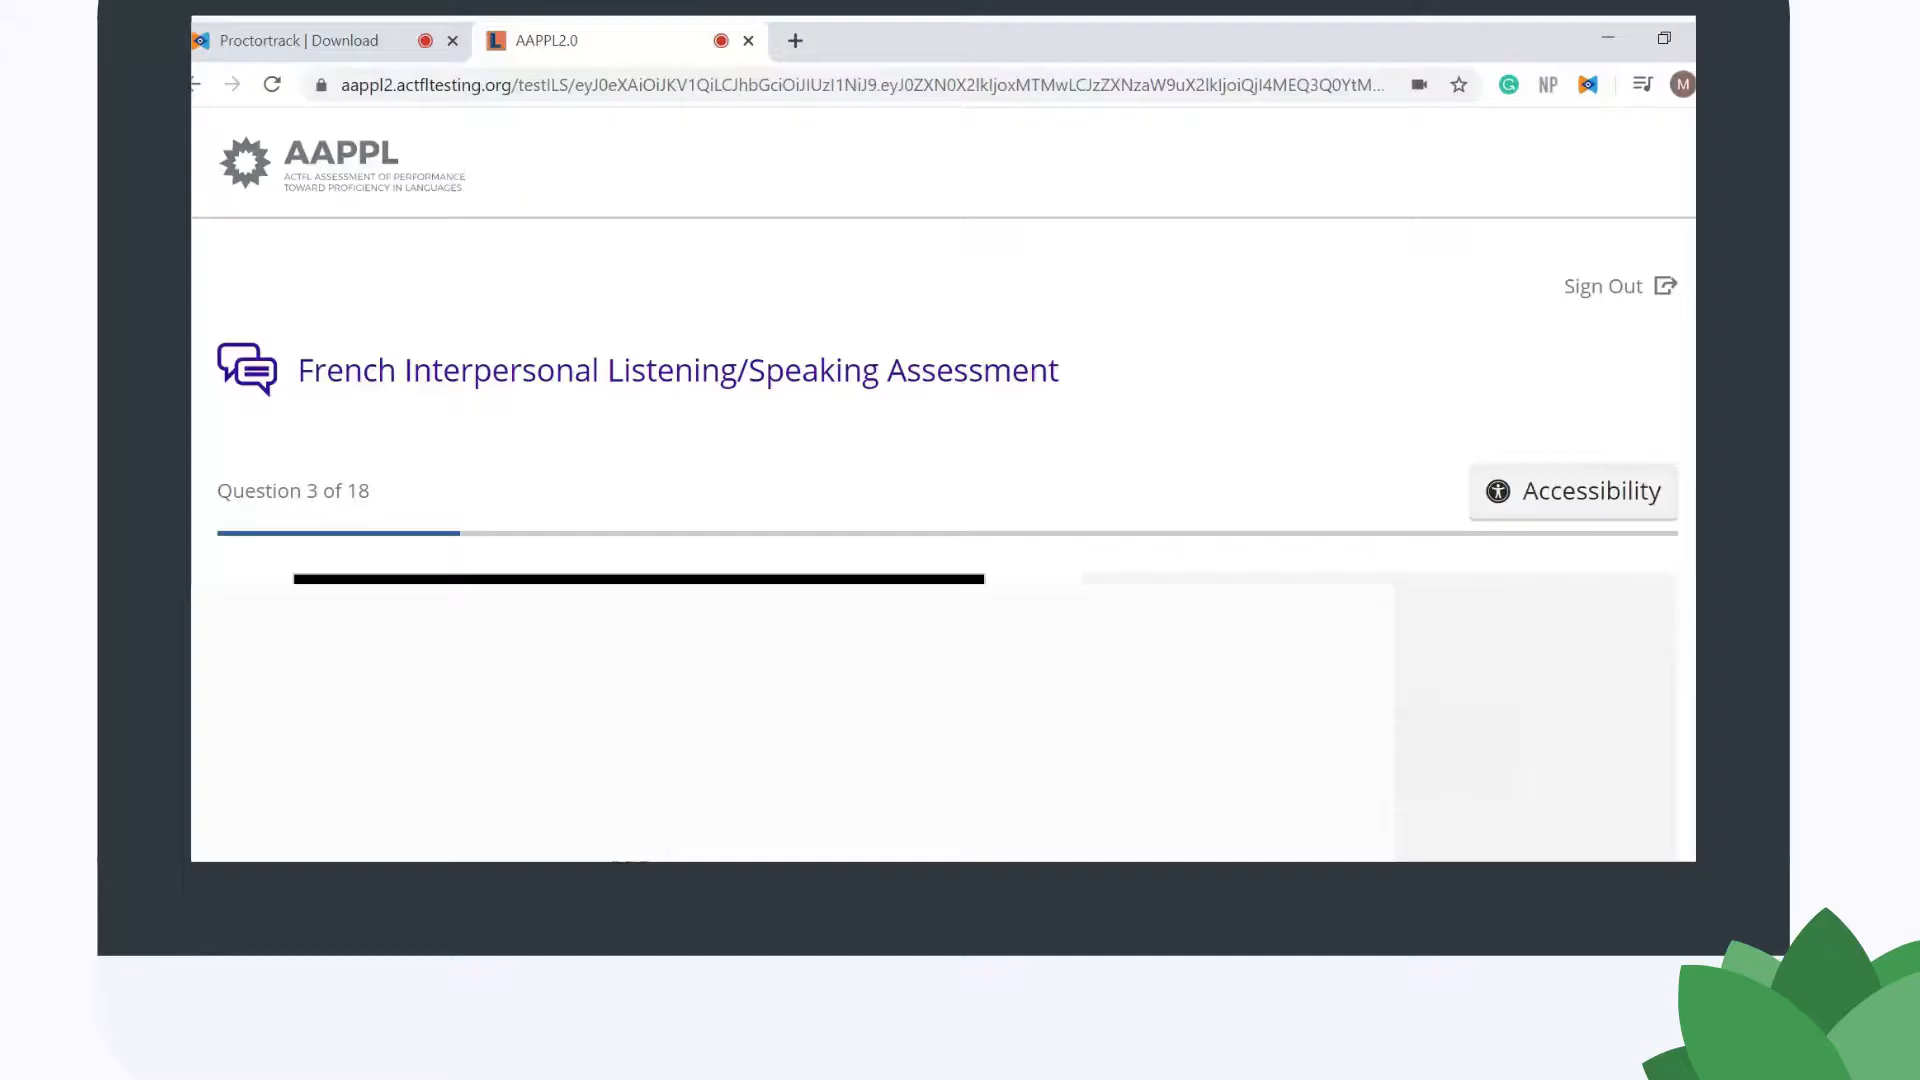 Proctortrack | Download
AAPPL2.0
aappl2.actfltesting.org/testILS/eyJ0eXAiOiJKV1QiLCJhbGciOiJIUzI1NiJ9.eyJ0ZXN0X2lkIjoxMTMwLCJzZXNzaW9uX2lkIjoiQjI4MEQ3Q0YtM...
NP
M
AAPPL
ACTFL ASSESSMENT OF PERFORMANCE
TOWARD PROFICIENCY IN LANGUAGES
Sign Out
French Interpersonal Listening/Speaking Assessment
Question 3 of 18
Accessibility